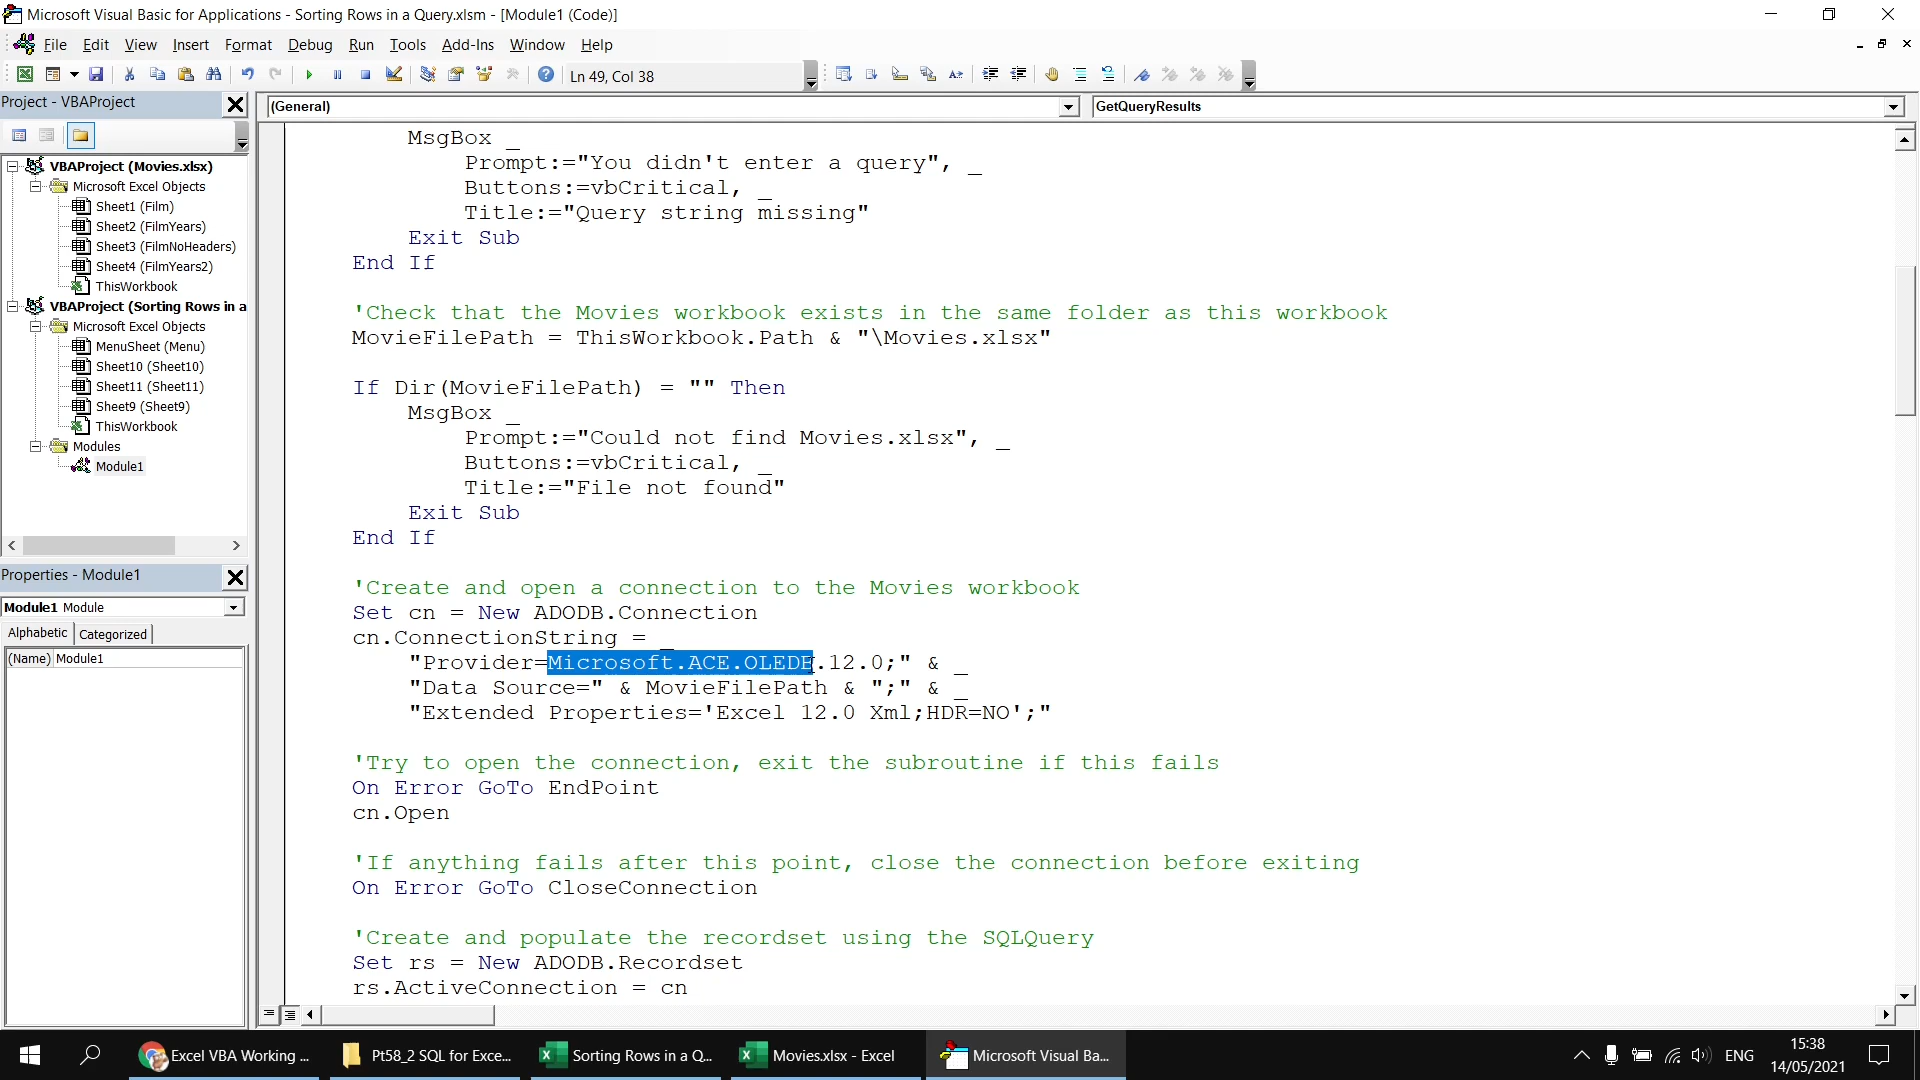 Microsoft Visual Basic for Applications - Sorting Rows in a Query.xlsm - [Module1 (Code)]
File Edit View Insert Format Debug Run Tools Add-Ins Window Help
Ln 49, Col 38
Project - VBAProject
VBAProject (Movies.xlsx)
Microsoft Excel Objects
Sheet1 (Film)
Sheet2 (FilmYears)
Sheet3 (FilmNoHeaders)
Sheet4 (FilmYears2)
ThisWorkbook
VBAProject (Sorting Rows in a
Microsoft Excel Objects
MenuSheet (Menu)
Sheet10 (Sheet10)
Sheet11 (Sheet11)
Sheet9 (Sheet9)
ThisWorkbook
Modules
Module1
Properties - Module1
Module1 Module
Alphabetic Categorized
(Name) Module1
(General) GetQueryResults
MsgBox _
Prompt:="You didn't enter a query", _
Buttons:=vbCritical, _
Title:="Query string missing"
Exit Sub
End If
'Check that the Movies workbook exists in the same folder as this workbook
MovieFilePath = ThisWorkbook.Path & "\Movies.xlsx"
If Dir(MovieFilePath) = "" Then
MsgBox _
Prompt:="Could not find Movies.xlsx", _
Buttons:=vbCritical, _
Title:="File not found"
Exit Sub
End If
'Create and open a connection to the Movies workbook
Set cn = New ADODB.Connection
cn.ConnectionString = _
"Provider=Microsoft.ACE.OLEDB.12.0;" & _
"Data Source=" & MovieFilePath & ";" & _
"Extended Properties='Excel 12.0 Xml;HDR=NO';"
'Try to open the connection, exit the subroutine if this fails
On Error GoTo EndPoint
cn.Open
'If anything fails after this point, close the connection before exiting
On Error GoTo CloseConnection
'Create and populate the recordset using the SQLQuery
Set rs = New ADODB.Recordset
rs.ActiveConnection = cn
Excel VBA Working ...
Pt58_2 SQL for Exce...
Sorting Rows in a Q...
Movies.xlsx - Excel
Microsoft Visual Ba...
ENG
15:38
14/05/2021